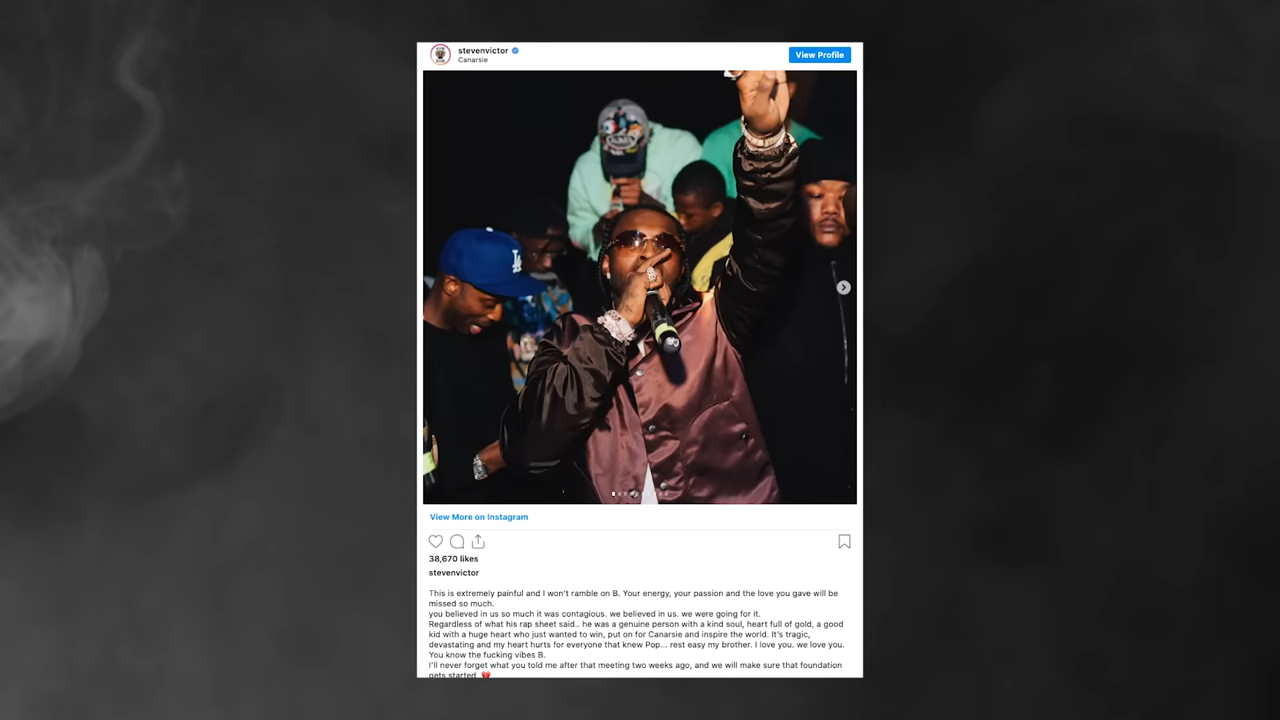 stevenvictor
Canarsie
View Profile
LA
View More on Instagram
38,670 likes
stevenvictor
This is extremely painful and I won't ramble on B. Your energy, your passion and the love you gave will be
missed so much.
you believed in us so much it was contagious. we believed in us. we were going for it.
Regardless of what his rap sheet said.. he was a genuine person with a kind soul, heart full of gold, a good
kid with a huge heart who just wanted to win, put on for Canarsie and inspire the world. It's tragic,
devastating and my heart hurts for everyone that knew Pop... rest easy my brother. I love you. we love you.
You know the fucking vibes B.
I'll never forget what you told me after that meeting two weeks ago, and we will make sure that foundation
gets started 💔